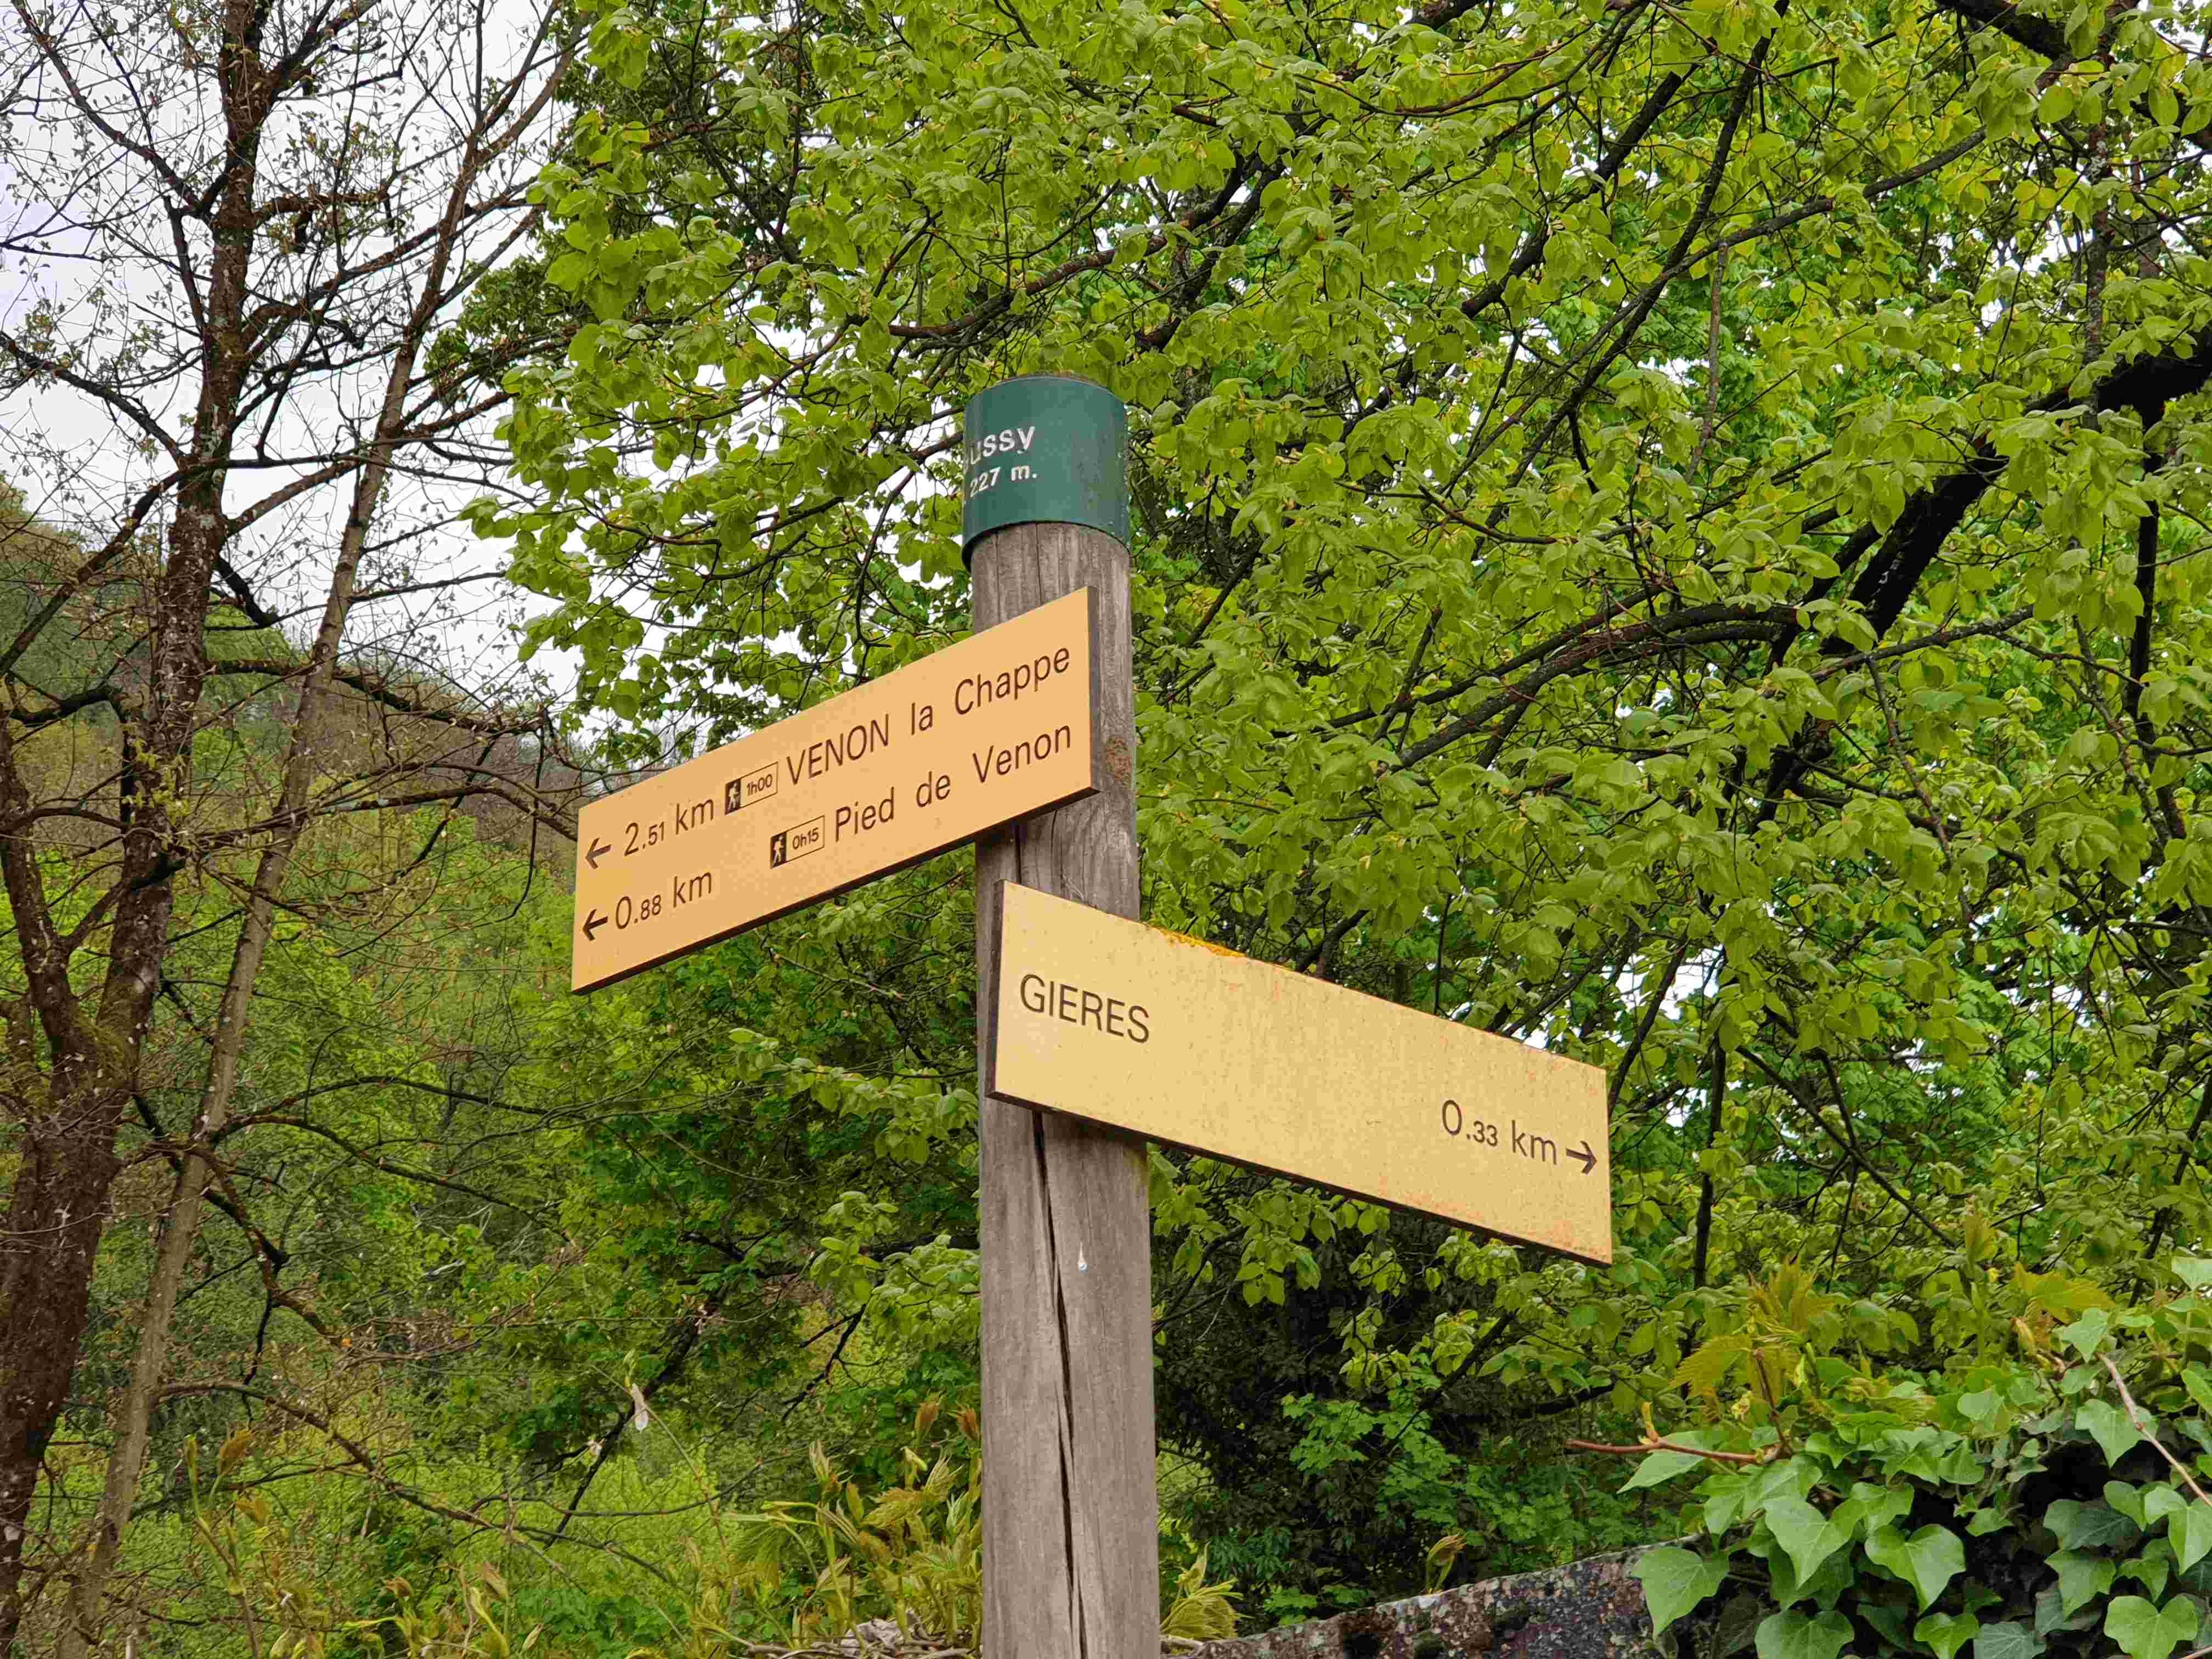 227 m.
← 2.51 km 1h00 VENON la Chappe
← 0.88 km 0h15 Pied de Venon
GIERES
0.33 km →